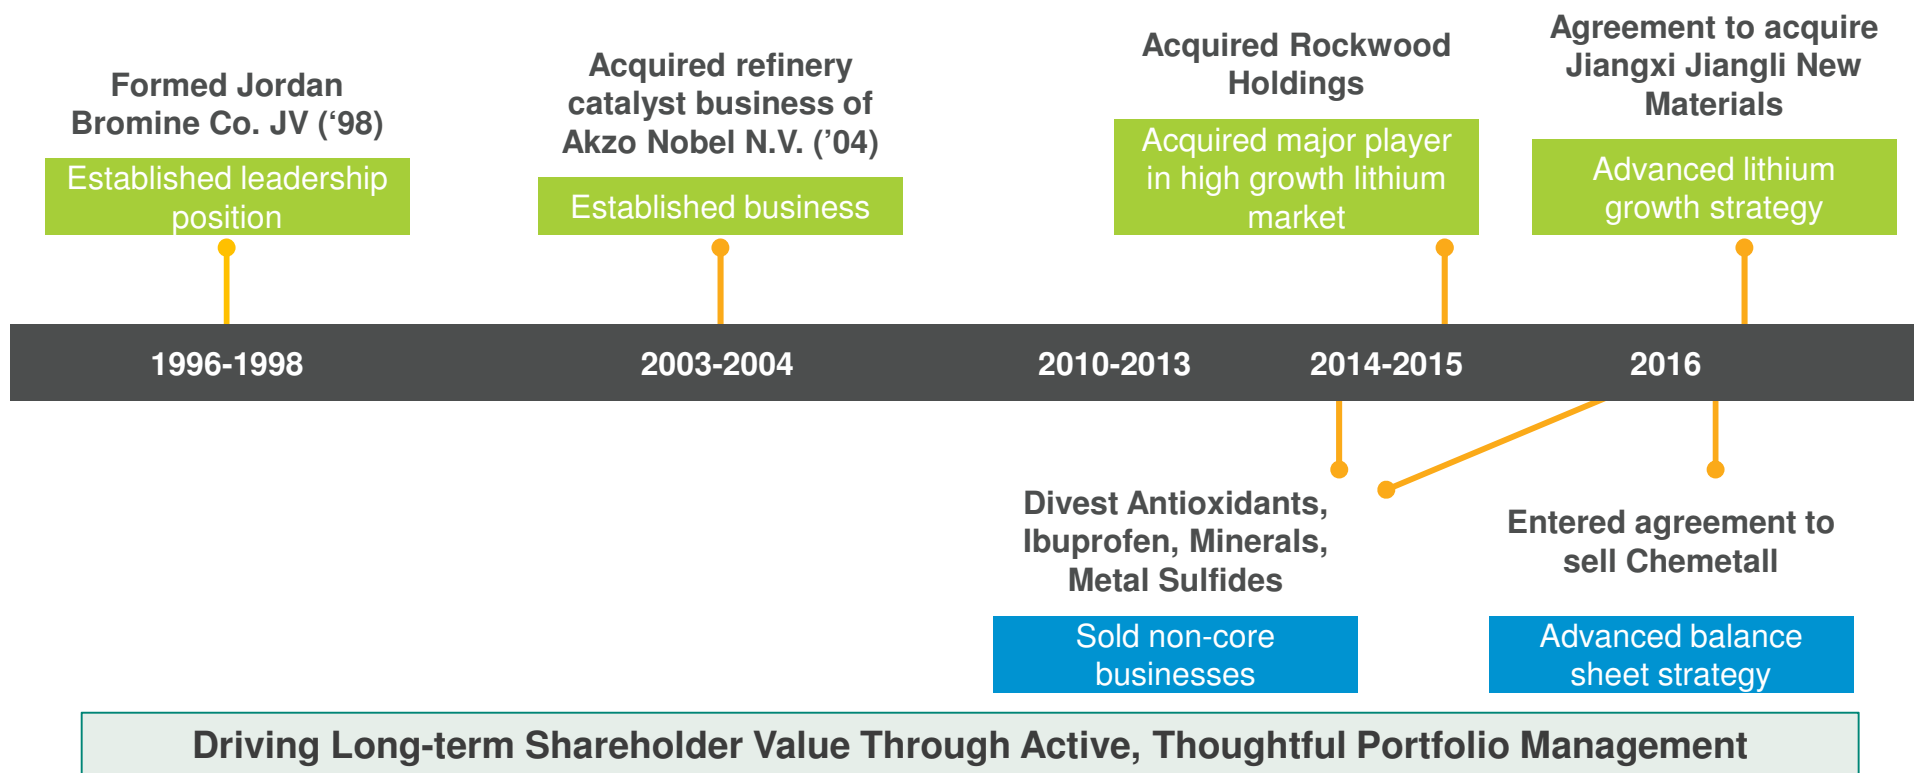 Formed Jordan
Bromine Co. JV (‘98)
Established leadership
position
Acquired refinery
catalyst business of
Akzo Nobel N.V. (’04)
Established business
Acquired Rockwood
Holdings
Acquired major player
in high growth lithium
market
Agreement to acquire
Jiangxi Jiangli New
Materials
Advanced lithium
growth strategy
1996-1998
2003-2004
2010-2013
2014-2015
2016
Divest Antioxidants,
Ibuprofen, Minerals,
Metal Sulfides
Sold non-core
businesses
Entered agreement to
sell Chemetall
Advanced balance
sheet strategy
Driving Long-term Shareholder Value Through Active, Thoughtful Portfolio Management